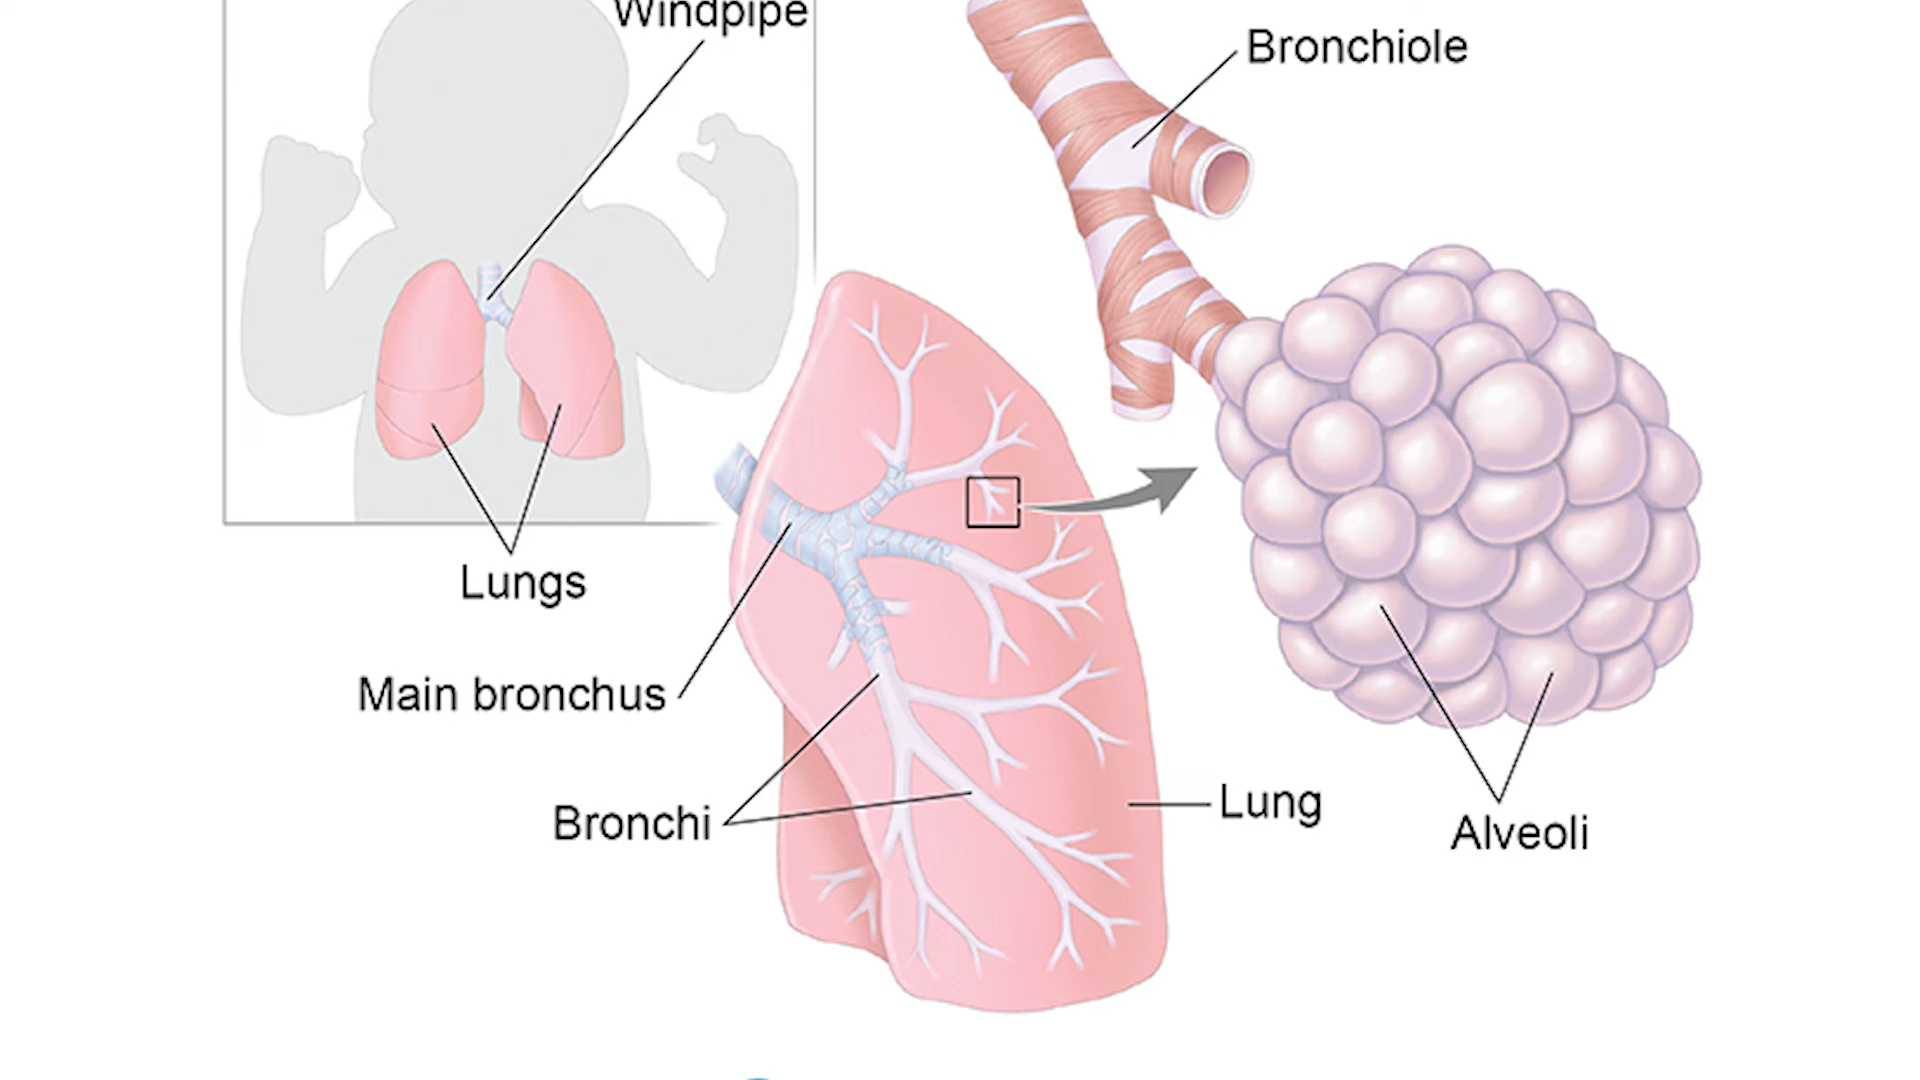 Windpipe
Bronchiole
Lungs
Main bronchus
Bronchi
Lung
Alveoli